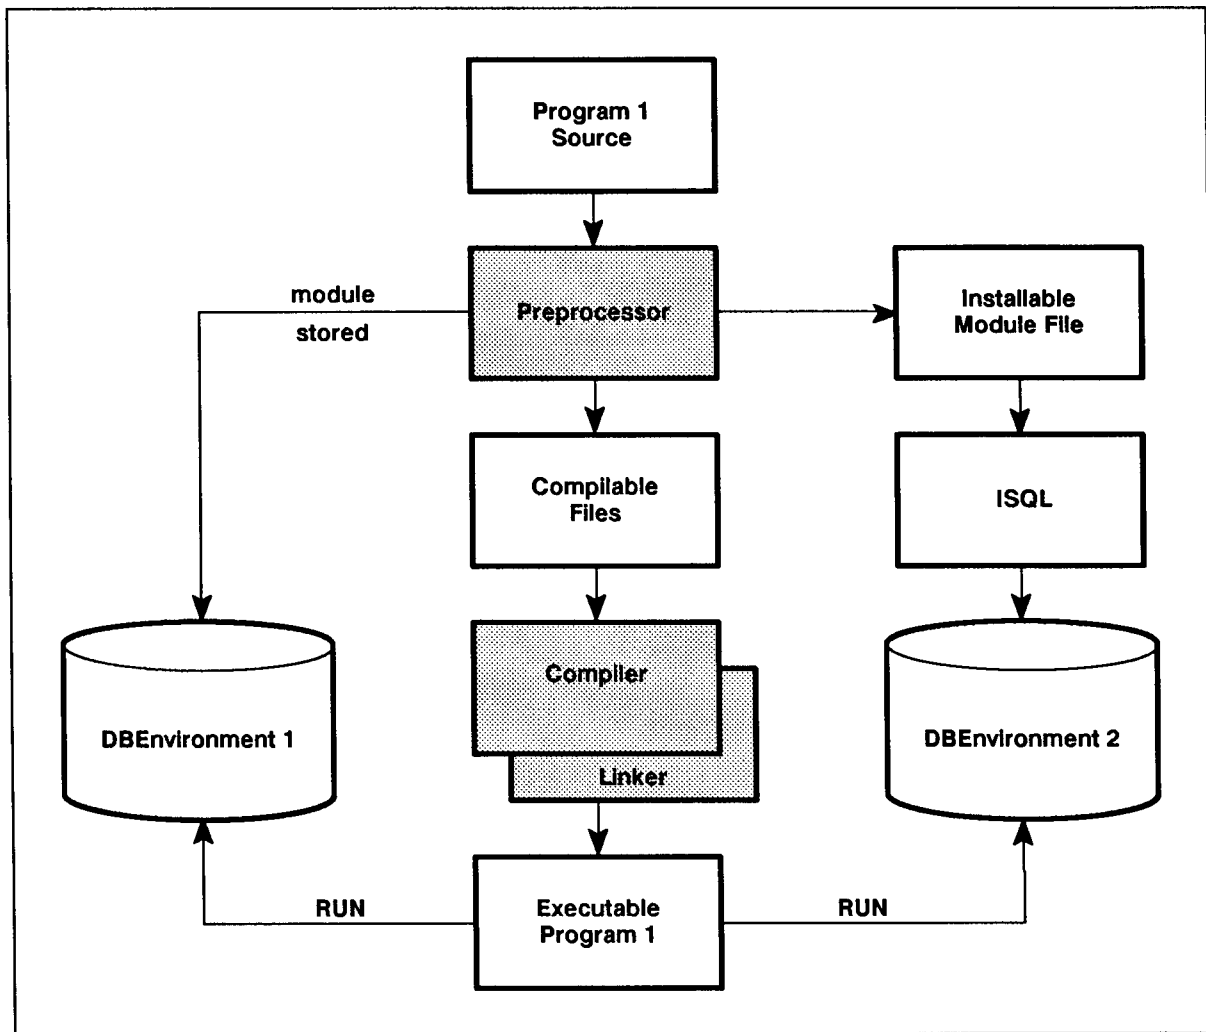 Program 1
Source
module
stored
Preprocessor
Installable
Module File
Compilable
Files
ISQL
Compiler
Linker
DBEnvironment 1
DBEnvironment 2
RUN
Executable
Program 1
RUN